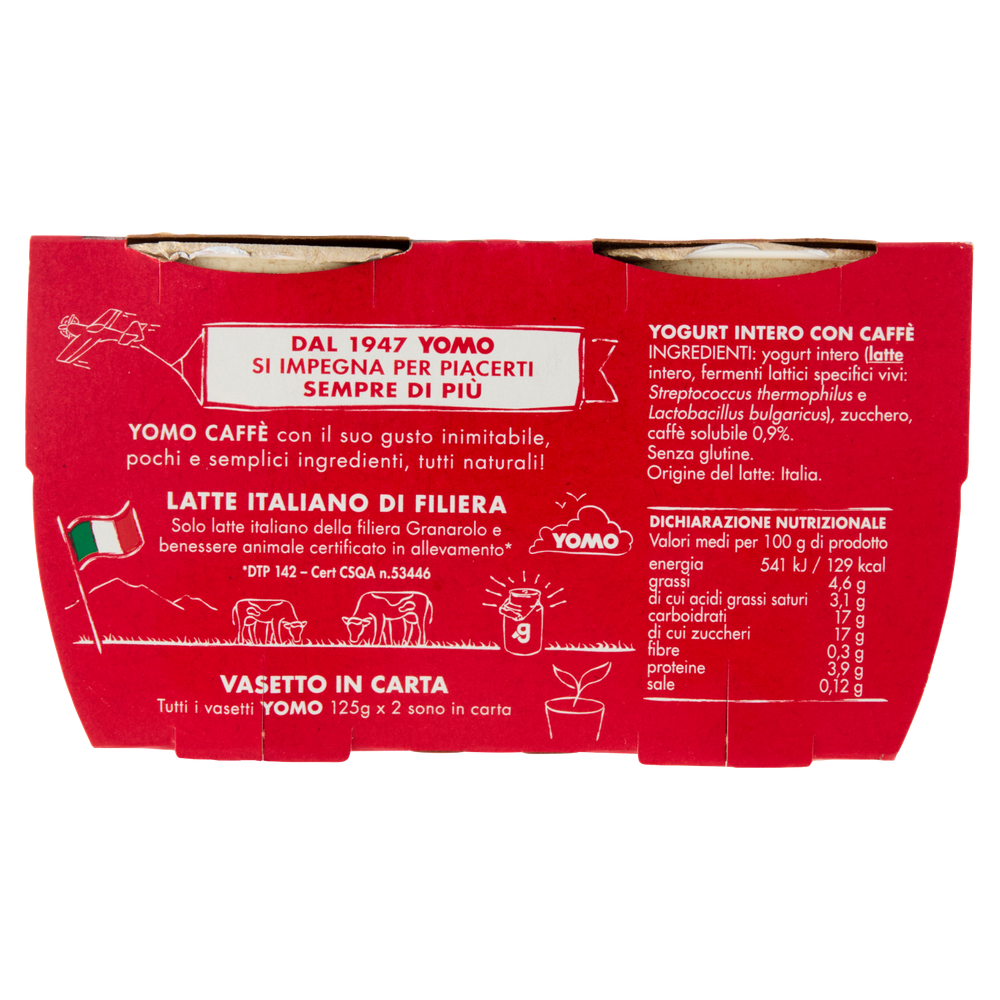 DAL 1947 YOMO
SI IMPEGNA PER PIACERTI
SEMPRE DI PIÙ
YOMO CAFFÈ con il suo gusto inimitabile,
pochi e semplici ingredienti, tutti naturali!
LATTE ITALIANO DI FILIERA
Solo latte italiano della filiera Granarolo e
benessere animale certificato in allevamento*
*DTP 142 – Cert CSQA n.53446
YOMO
g
VASETTO IN CARTA
Tutti i vasetti YOMO 125g x 2 sono in carta
YOGURT INTERO CON CAFFÈ
INGREDIENTI: yogurt intero (latte
intero, fermenti lattici specifici vivi:
Streptococcus thermophilus e
Lactobacillus bulgaricus), zucchero,
caffè solubile 0,9%.
Senza glutine.
Origine del latte: Italia.
DICHIARAZIONE NUTRIZIONALE
Valori medi per 100 g di prodotto
energia 541 kJ / 129 kcal
grassi 4,6 g
di cui acidi grassi saturi 3,1 g
carboidrati 17 g
di cui zuccheri 17 g
fibre 0,3 g
proteine 3,9 g
sale 0,12 g